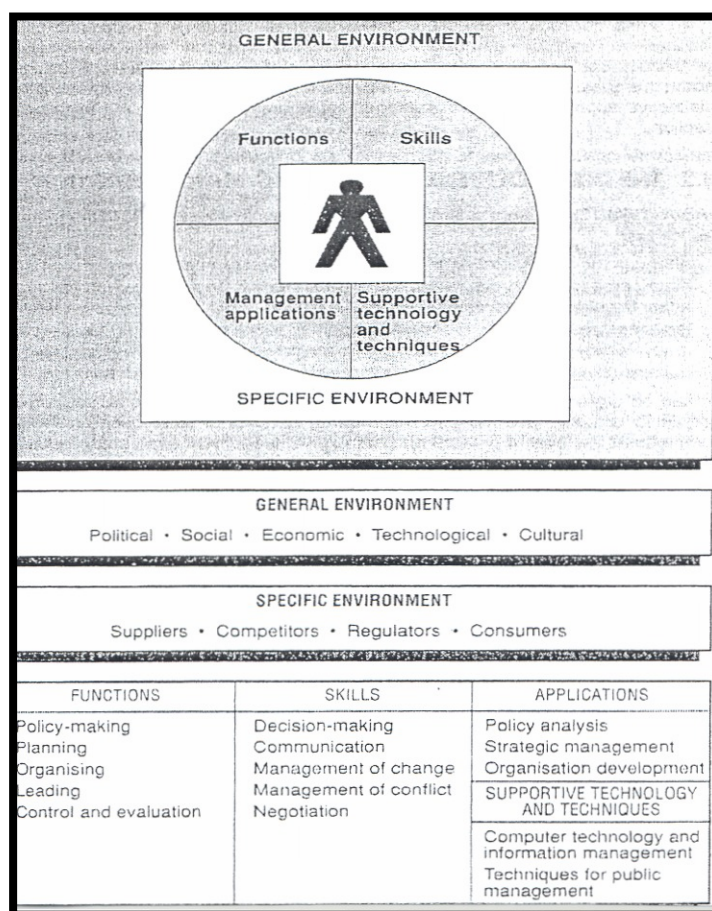 GENERAL ENVIRONMENT
Functions
Skills
Management
applications
Supportive
technology
and
techniques
SPECIFIC ENVIRONMENT
GENERAL ENVIRONMENT
Political • Social • Economic • Technological • Cultural
SPECIFIC ENVIRONMENT
Suppliers • Competitors • Regulators • Consumers
FUNCTIONS
Policy-making
Planning
Organising
Leading
Control and evaluation
SKILLS
Decision-making
Communication
Management of change
Management of conflict
Negotiation
APPLICATIONS
Policy analysis
Strategic management
Organisation development
SUPPORTIVE TECHNOLOGY
AND TECHNIQUES
Computer technology and
information management
Techniques for public
management